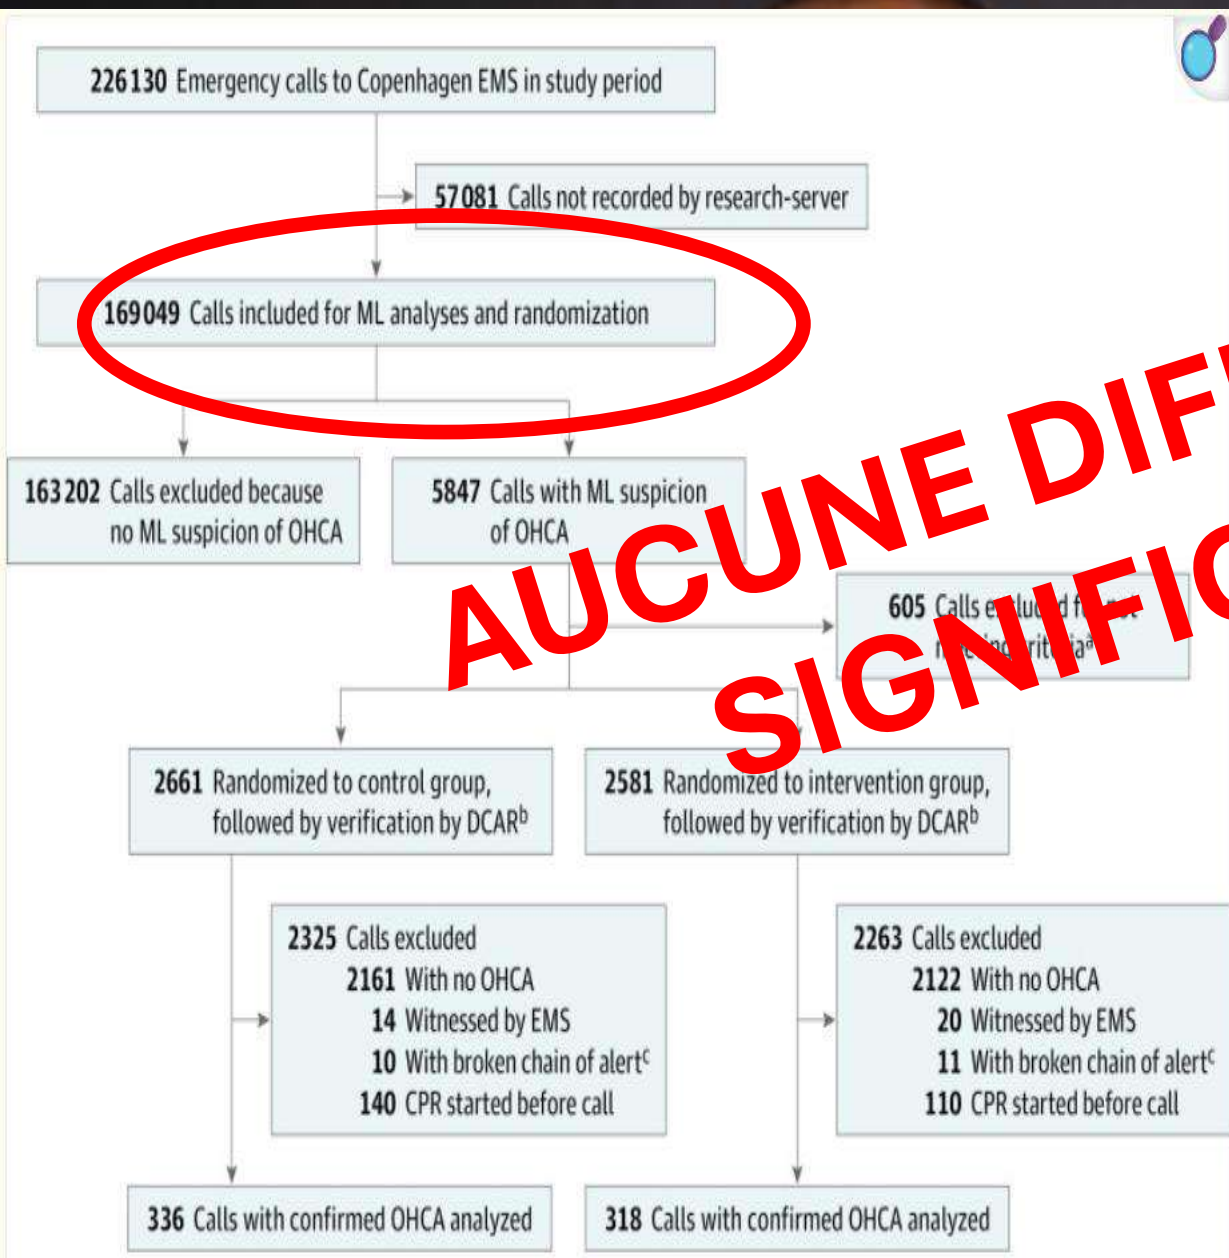 226130 Emergency calls to Copenhagen EMS in study period
57081 Calls not recorded by research-server
169049 Calls included for ML analyses and randomization
163202 Calls excluded because
no ML suspicion of OHCA
5847 Calls with ML suspicion
of OHCA
AUCUNE
605 Calls
2661 Randomized to control group,
followed by verification by DCARᵇ
2581 Randomized to intervention group,
followed by verification by DCARᵇ
2325 Calls excluded
2161 With no OHCA
14 Witnessed by EMS
10 With broken chain of alertᶜ
140 CPR started before call
2263 Calls excluded
2122 With no OHCA
20 Witnessed by EMS
11 With broken chain of alertᶜ
110 CPR started before call
336 Calls with confirmed OHCA analyzed
318 Calls with confirmed OHCA analyzed